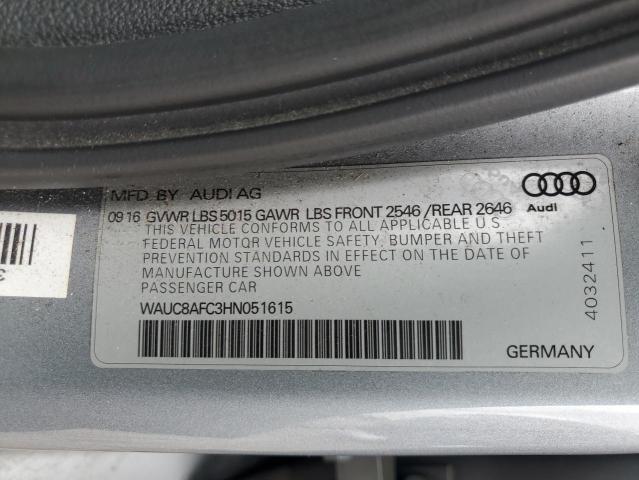 MFD BY AUDI AG
09 16 GVWR LBS 5015 GAWR LBS FRONT 2546 /REAR 2646
THIS VEHICLE CONFORMS TO ALL APPLICABLE U.S.
FEDERAL MOTOR VEHICLE SAFETY, BUMPER AND THEFT
PREVENTION STANDARDS IN EFFECT ON THE DATE OF
MANUFACTURE SHOWN ABOVE
PASSENGER CAR
WAUC8AFC3HN051615
Audi
4032411
GERMANY